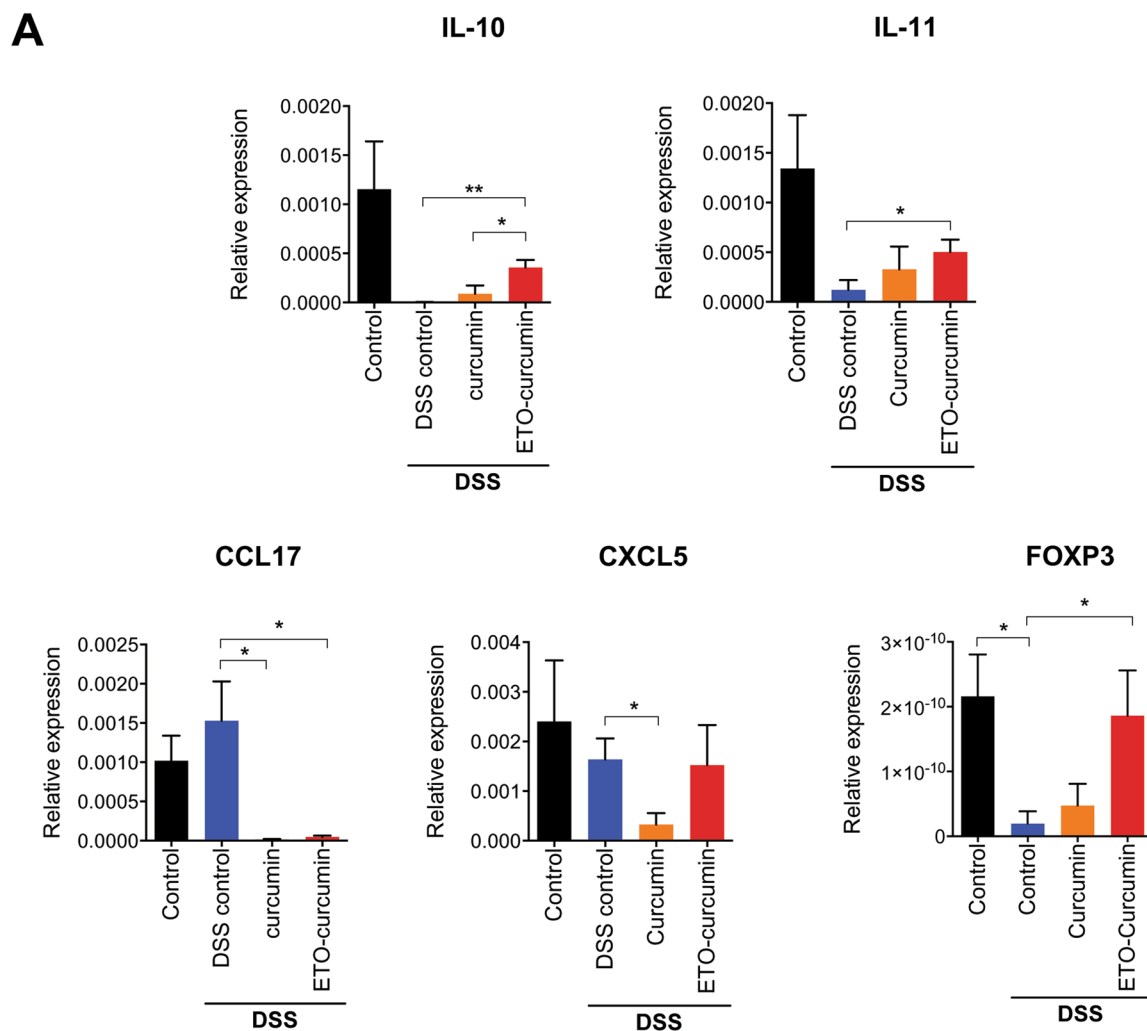 A
IL-10
Relative expression
0.0020
0.0015
0.0010
0.0005
0.0000
**
*
Control
DSS control
curcumin
ETO-curcumin
DSS
IL-11
Relative expression
0.0020
0.0015
0.0010
0.0005
0.0000
*
Control
DSS control
Curcumin
ETO-curcumin
DSS
CCL17
Relative expression
0.0025
0.0020
0.0015
0.0010
0.0005
0.0000
*
*
Control
DSS control
curcumin
ETO-curcumin
DSS
CXCL5
Relative expression
0.004
0.003
0.002
0.001
0.000
*
Control
DSS control
Curcumin
ETO-curcumin
DSS
FOXP3
Relative expression
3×10⁻¹⁰
2×10⁻¹⁰
1×10⁻¹⁰
0
*
*
Control
Control
Curcumin
ETO-Curcumin
DSS